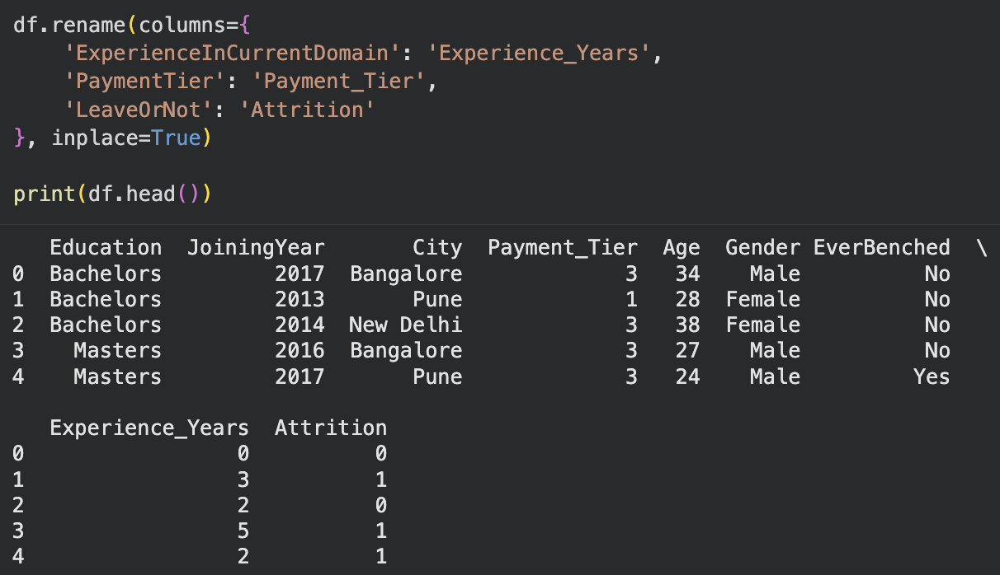 df.rename(columns={
    'ExperienceInCurrentDomain': 'Experience_Years',
    'PaymentTier': 'Payment_Tier',
    'LeaveOrNot': 'Attrition'
}, inplace=True)

print(df.head())
   Education  JoiningYear       City  Payment_Tier  Age  Gender EverBenched  \
0  Bachelors         2017  Bangalore             3   34    Male          No
1  Bachelors         2013       Pune             1   28  Female          No
2  Bachelors         2014  New Delhi             3   38  Female          No
3    Masters         2016  Bangalore             3   27    Male          No
4    Masters         2017       Pune             3   24    Male         Yes

   Experience_Years  Attrition
0                 0          0
1                 3          1
2                 2          0
3                 5          1
4                 2          1